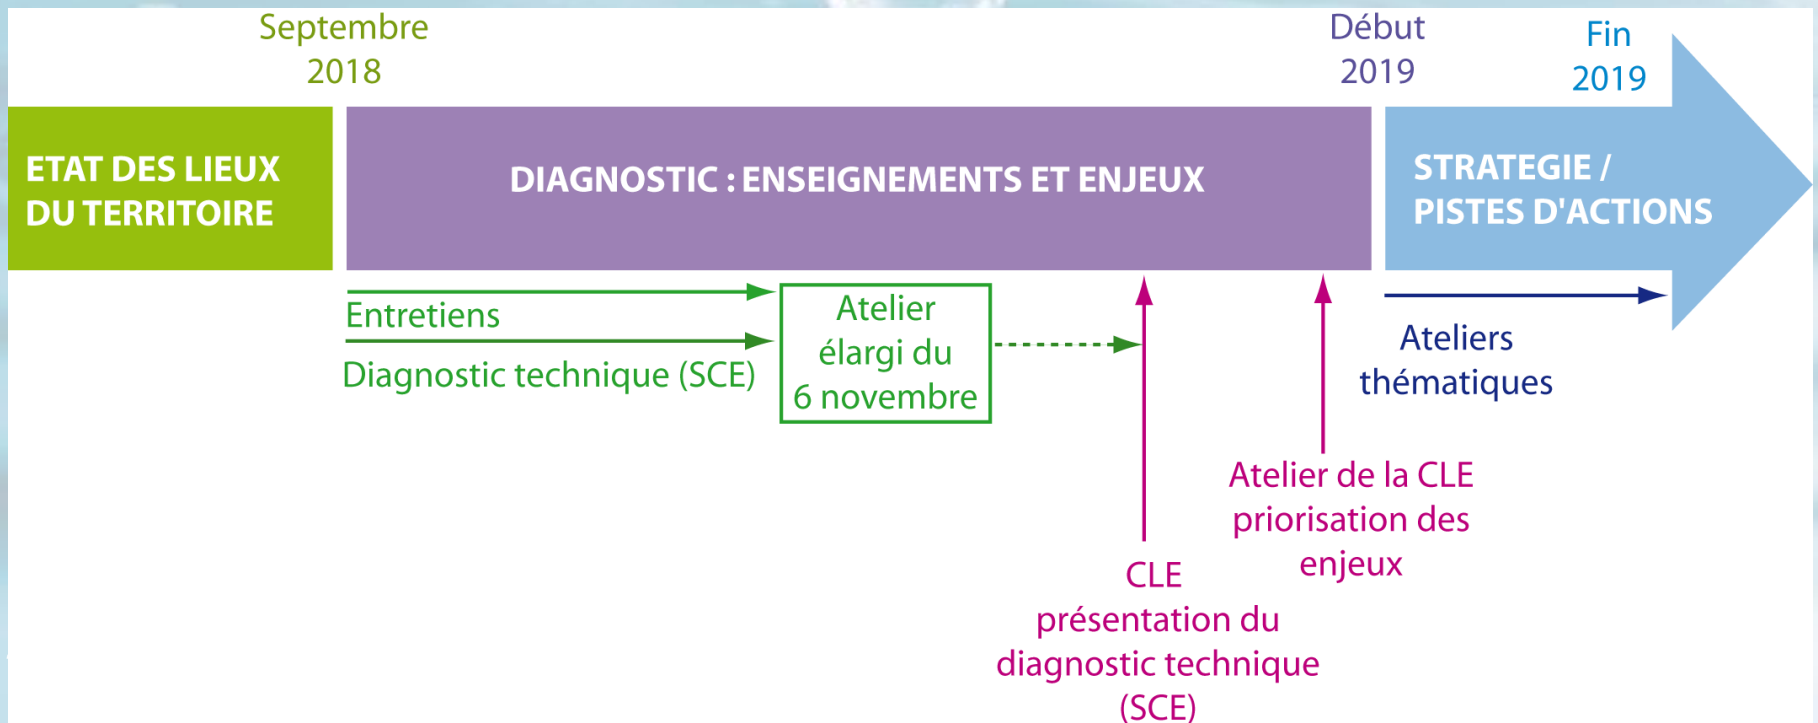 Septembre
2018
Début
2019
Fin
2019
ETAT DES LIEUX
DU TERRITOIRE
DIAGNOSTIC : ENSEIGNEMENTS ET ENJEUX
STRATEGIE /
PISTES D'ACTIONS
Entretiens
Diagnostic technique (SCE)
Atelier
élargi du
6 novembre
Ateliers
thématiques
Atelier de la CLE
priorisation des
enjeux
CLE
présentation du
diagnostic technique
(SCE)